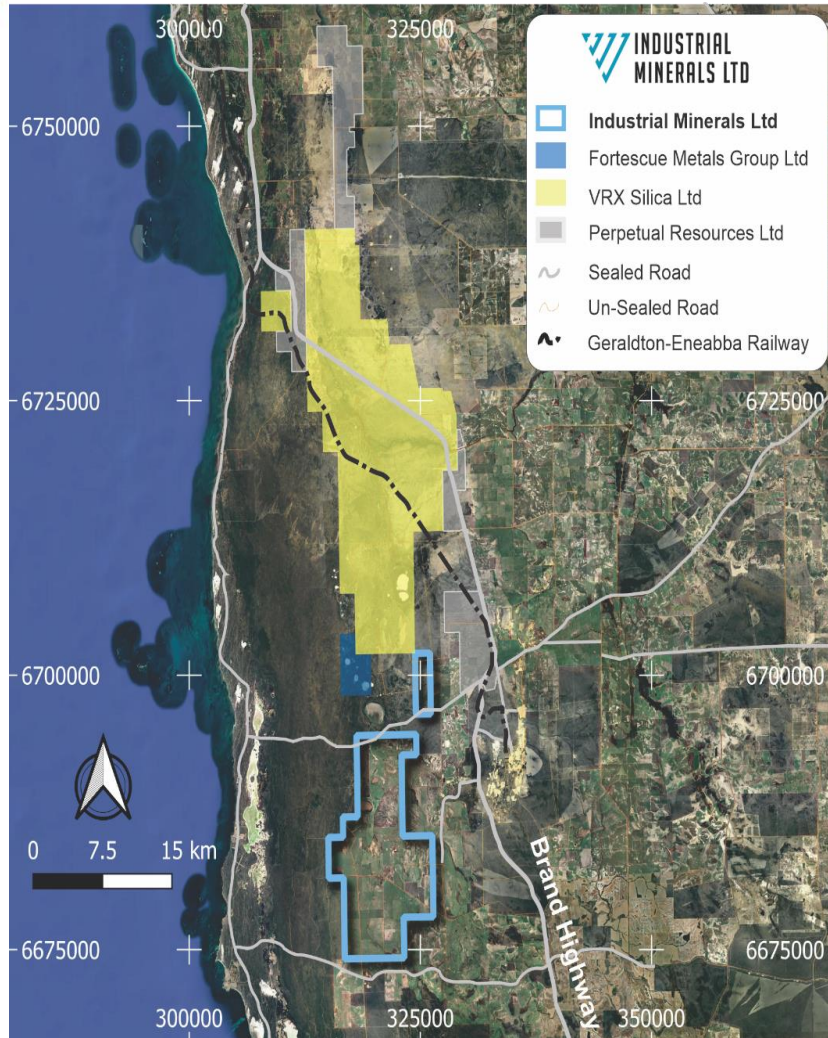 300000
325000
INDUSTRIAL
MINERALS LTD
Industrial Minerals Ltd
Fortescue Metals Group Ltd
VRX Silica Ltd
Perpetual Resources Ltd
Sealed Road
Un-Sealed Road
Geraldton-Eneabba Railway
6750000
6725000
6725000
6700000
6700000
0 7.5 15 km
Brand Highway
6675000
6675000
300000
325000
350000